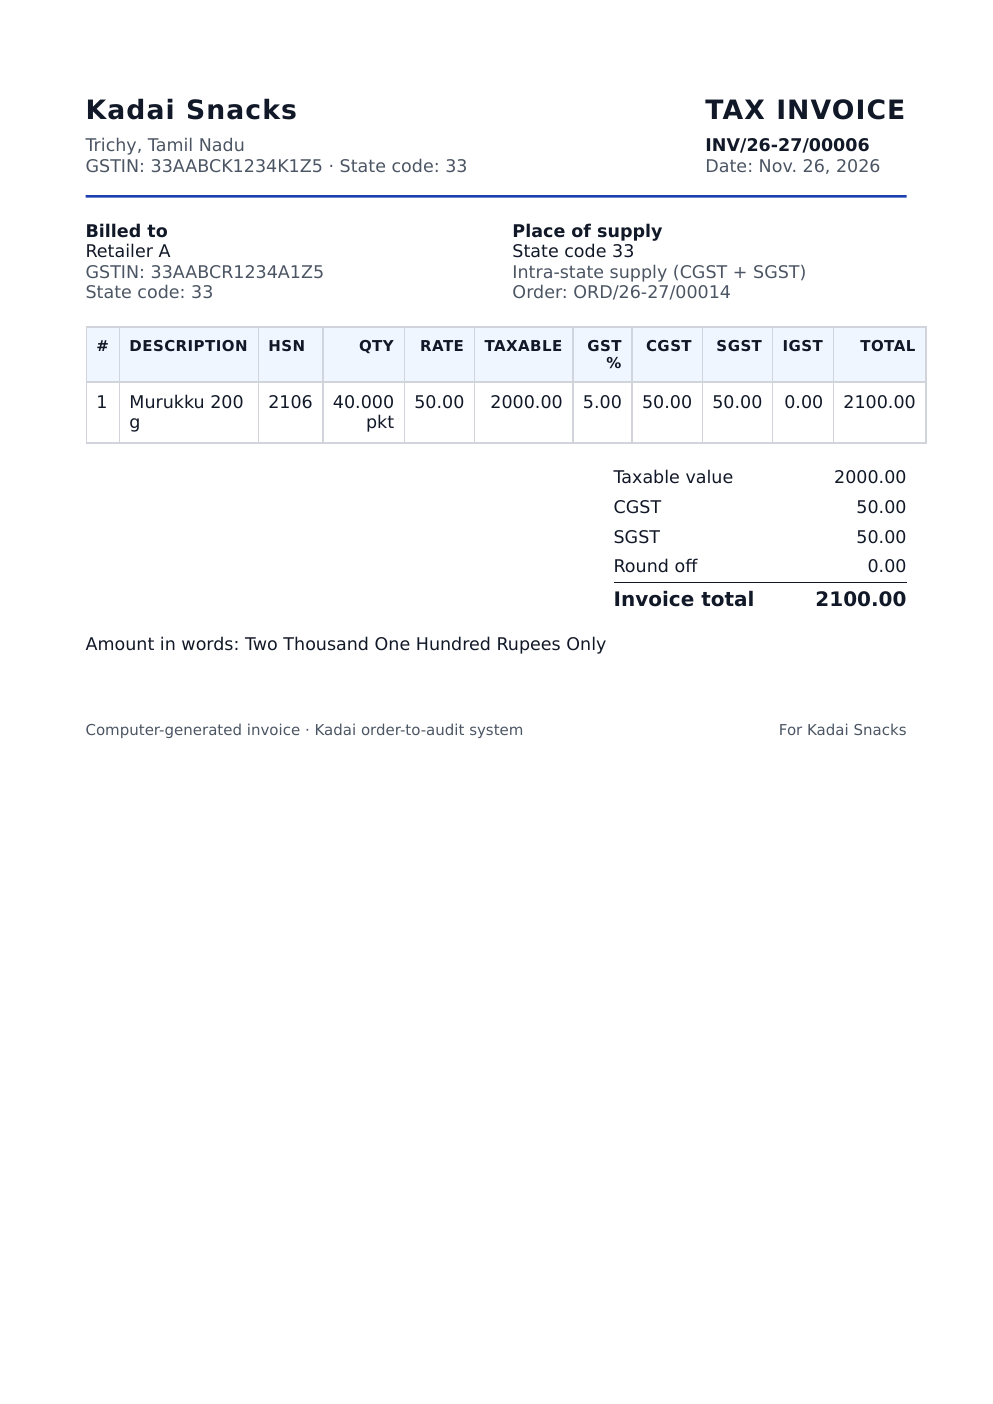 Kadai Snacks
TAX INVOICE
Trichy, Tamil Nadu
INV/26-27/00006
GSTIN: 33AABCK1234K1Z5 · State code: 33
Date: Nov. 26, 2026
Billed to
Retailer A
GSTIN: 33AABCR1234A1Z5
State code: 33
Place of supply
State code 33
Intra-state supply (CGST + SGST)
Order: ORD/26-27/00014
# DESCRIPTION HSN QTY RATE TAXABLE GST % CGST SGST IGST TOTAL
1 Murukku 200 g 2106 40.000 pkt 50.00 2000.00 5.00 50.00 50.00 0.00 2100.00
Taxable value 2000.00
CGST 50.00
SGST 50.00
Round off 0.00
Invoice total 2100.00
Amount in words: Two Thousand One Hundred Rupees Only
Computer-generated invoice · Kadai order-to-audit system
For Kadai Snacks